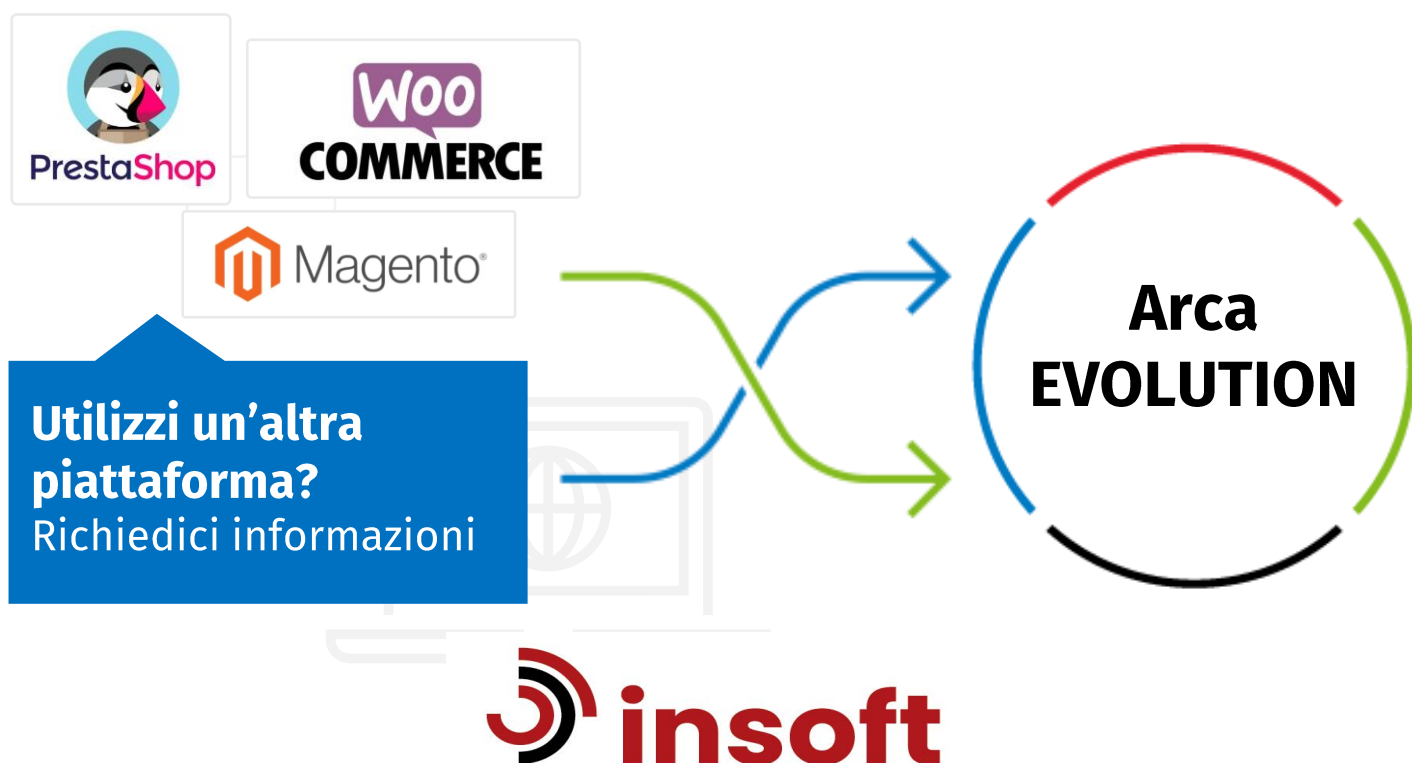 PrestaShop
WOO
COMMERCE
Magento®
Utilizzi un’altra
piattaforma?
Richiedici informazioni
Arca
EVOLUTION
insoft